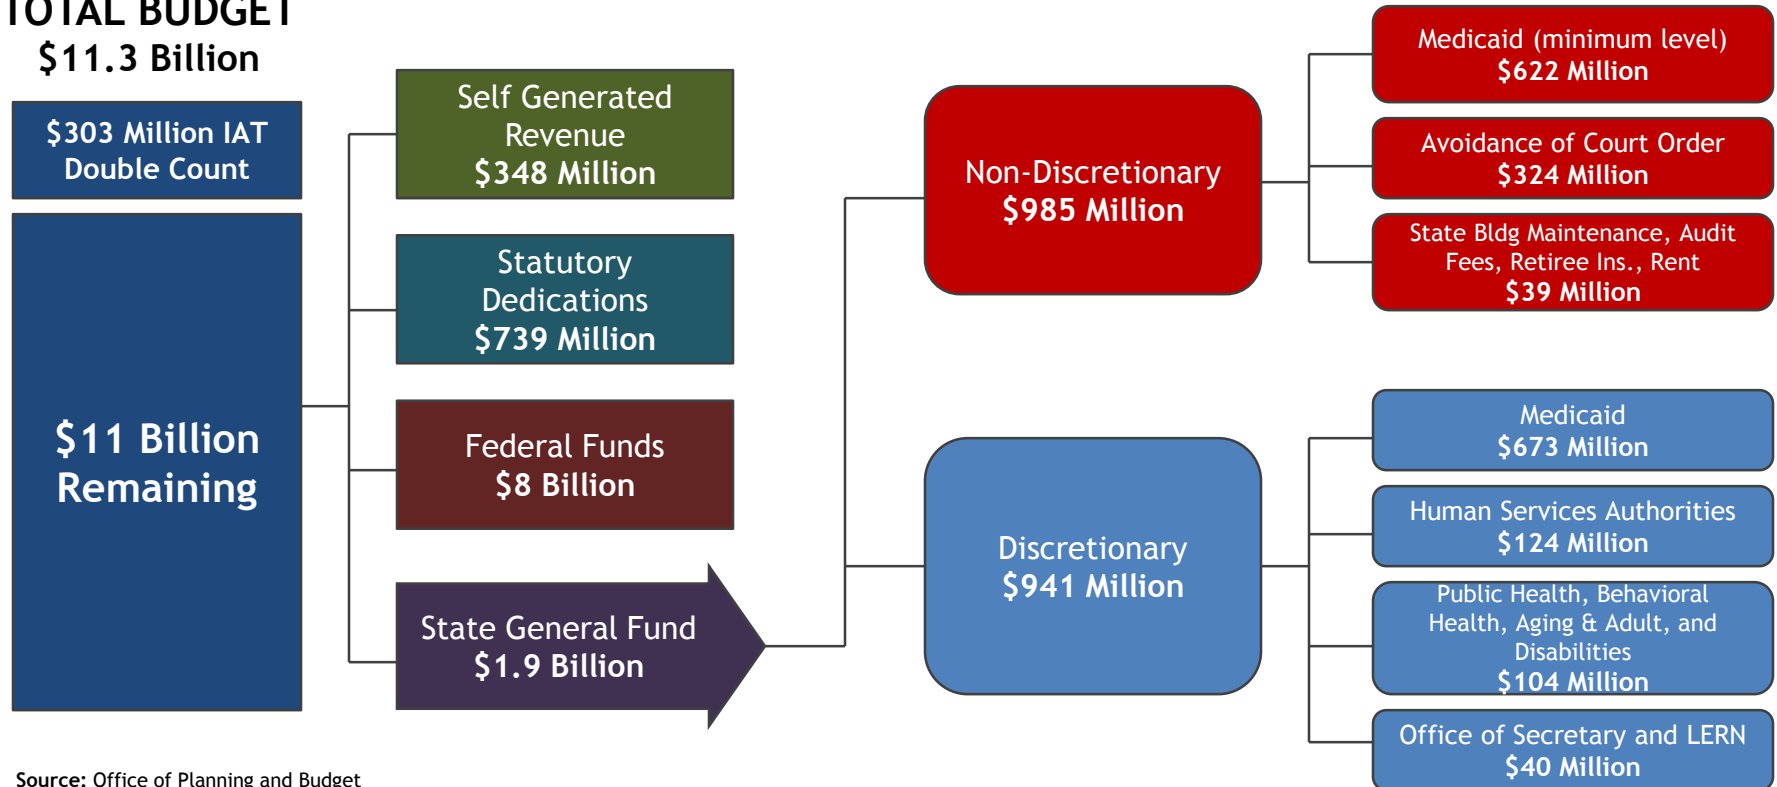 TOTAL BUDGET
$11.3 Billion
$303 Million IAT
Double Count
$11 Billion
Remaining
Self Generated
Revenue
$348 Million
Statutory
Dedications
$739 Million
Federal Funds
$8 Billion
State General Fund
$1.9 Billion
Non-Discretionary
$985 Million
Discretionary
$941 Million
Medicaid (minimum level)
$622 Million
Avoidance of Court Order
$324 Million
State Bldg Maintenance, Audit
Fees, Retiree Ins., Rent
$39 Million
Medicaid
$673 Million
Human Services Authorities
$124 Million
Public Health, Behavioral
Health, Aging & Adult, and
Disabilities
$104 Million
Office of Secretary and LERN
$40 Million
Source: Office of Planning and Budget